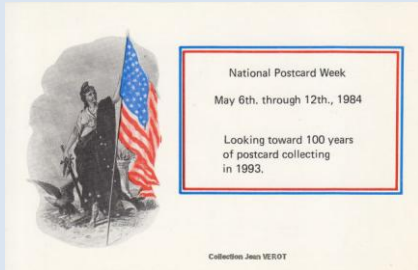 National Postcard Week
May 6th. through 12th., 1984
Looking toward 100 years
of postcard collecting
in 1993.
Collection Jean VEROT